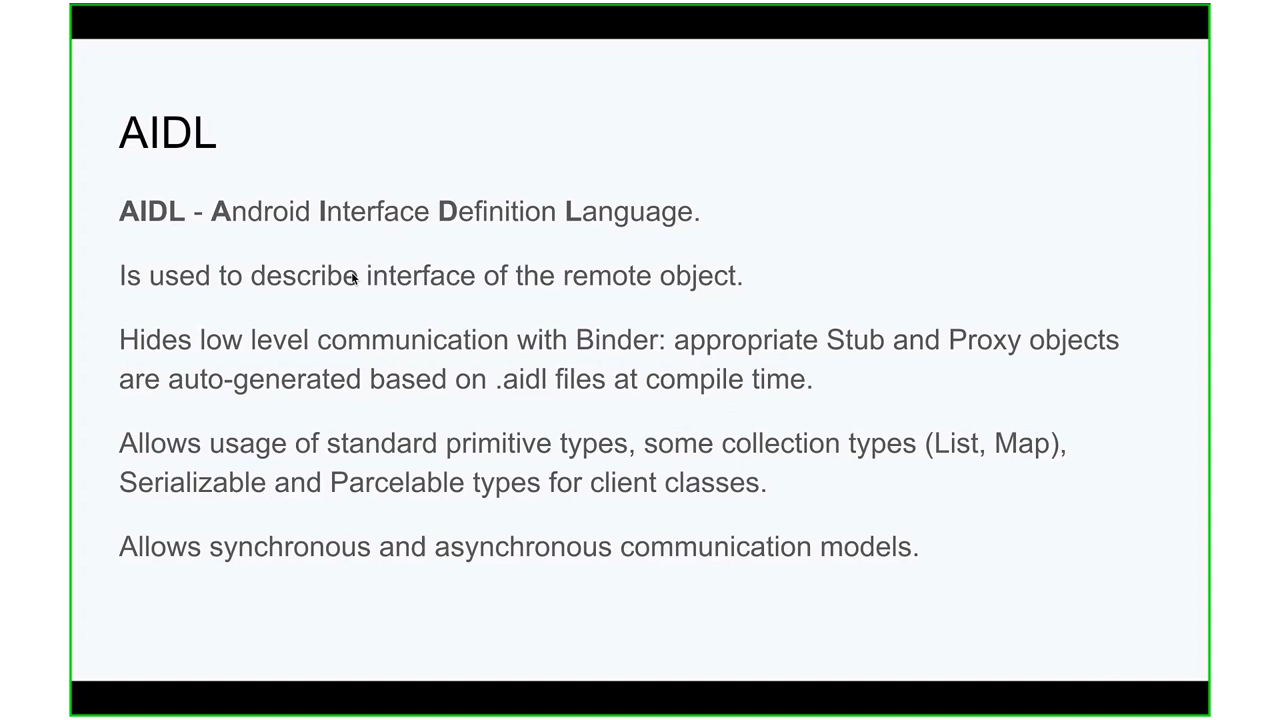 AIDL
AIDL - Android Interface Definition Language.
Is used to describe interface of the remote object.
Hides low level communication with Binder: appropriate Stub and Proxy objects
are auto-generated based on .aidl files at compile time.
Allows usage of standard primitive types, some collection types (List, Map),
Serializable and Parcelable types for client classes.
Allows synchronous and asynchronous communication models.